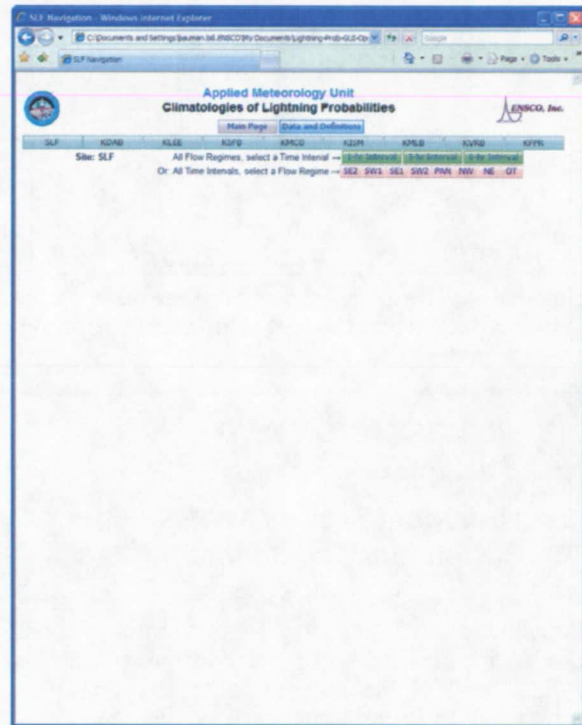 SLF Navigation - Windows Internet Explorer
Google
SLF Navigation
Page
Tools
Applied Meteorology Unit
Climatologies of Lightning Probabilities
ENSCO, Inc.
Main Page Data and Definitions
SLF KDAB KLEE KSFB KMCO KISM KMLB KVRB KFPR
Site: SLF All Flow Regimes, select a Time Interval → 1-hr Interval 3-hr Interval 6-hr Interval
Or: All Time Intervals, select a Flow Regime → SE2 SW1 SE1 SW2 PAN NW NE OT